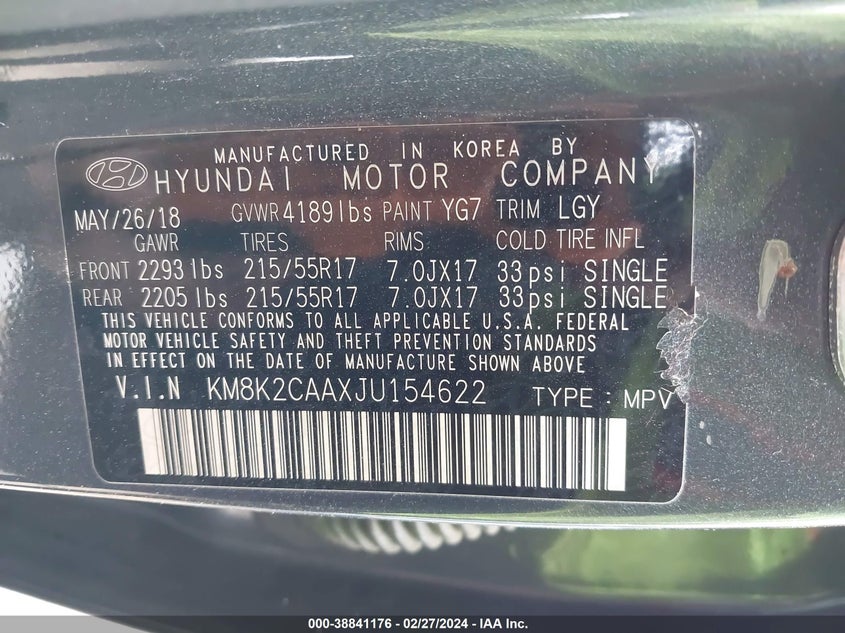 MANUFACTURED IN KOREA BY
HYUNDAI MOTOR COMPANY
MAY/26/18 GVWR 4189lbs PAINT YG7 TRIM LGY
GAWR TIRES RIMS COLD TIRE INFL
FRONT 2293 lbs 215/55R17 7.0JX17 33psi SINGLE
REAR 2205 lbs 215/55R17 7.0JX17 33psi SINGLE
THIS VEHICLE CONFORMS TO ALL APPLICABLE U.S.A. FEDERAL
MOTOR VEHICLE SAFETY AND THEFT PREVENTION STANDARDS
IN EFFECT ON THE DATE OF MANUFACTURE SHOWN ABOVE
V.I.N KM8K2CAAXJU154622 TYPE : MPV
000-38841176 - 02/27/2024 - IAA Inc.